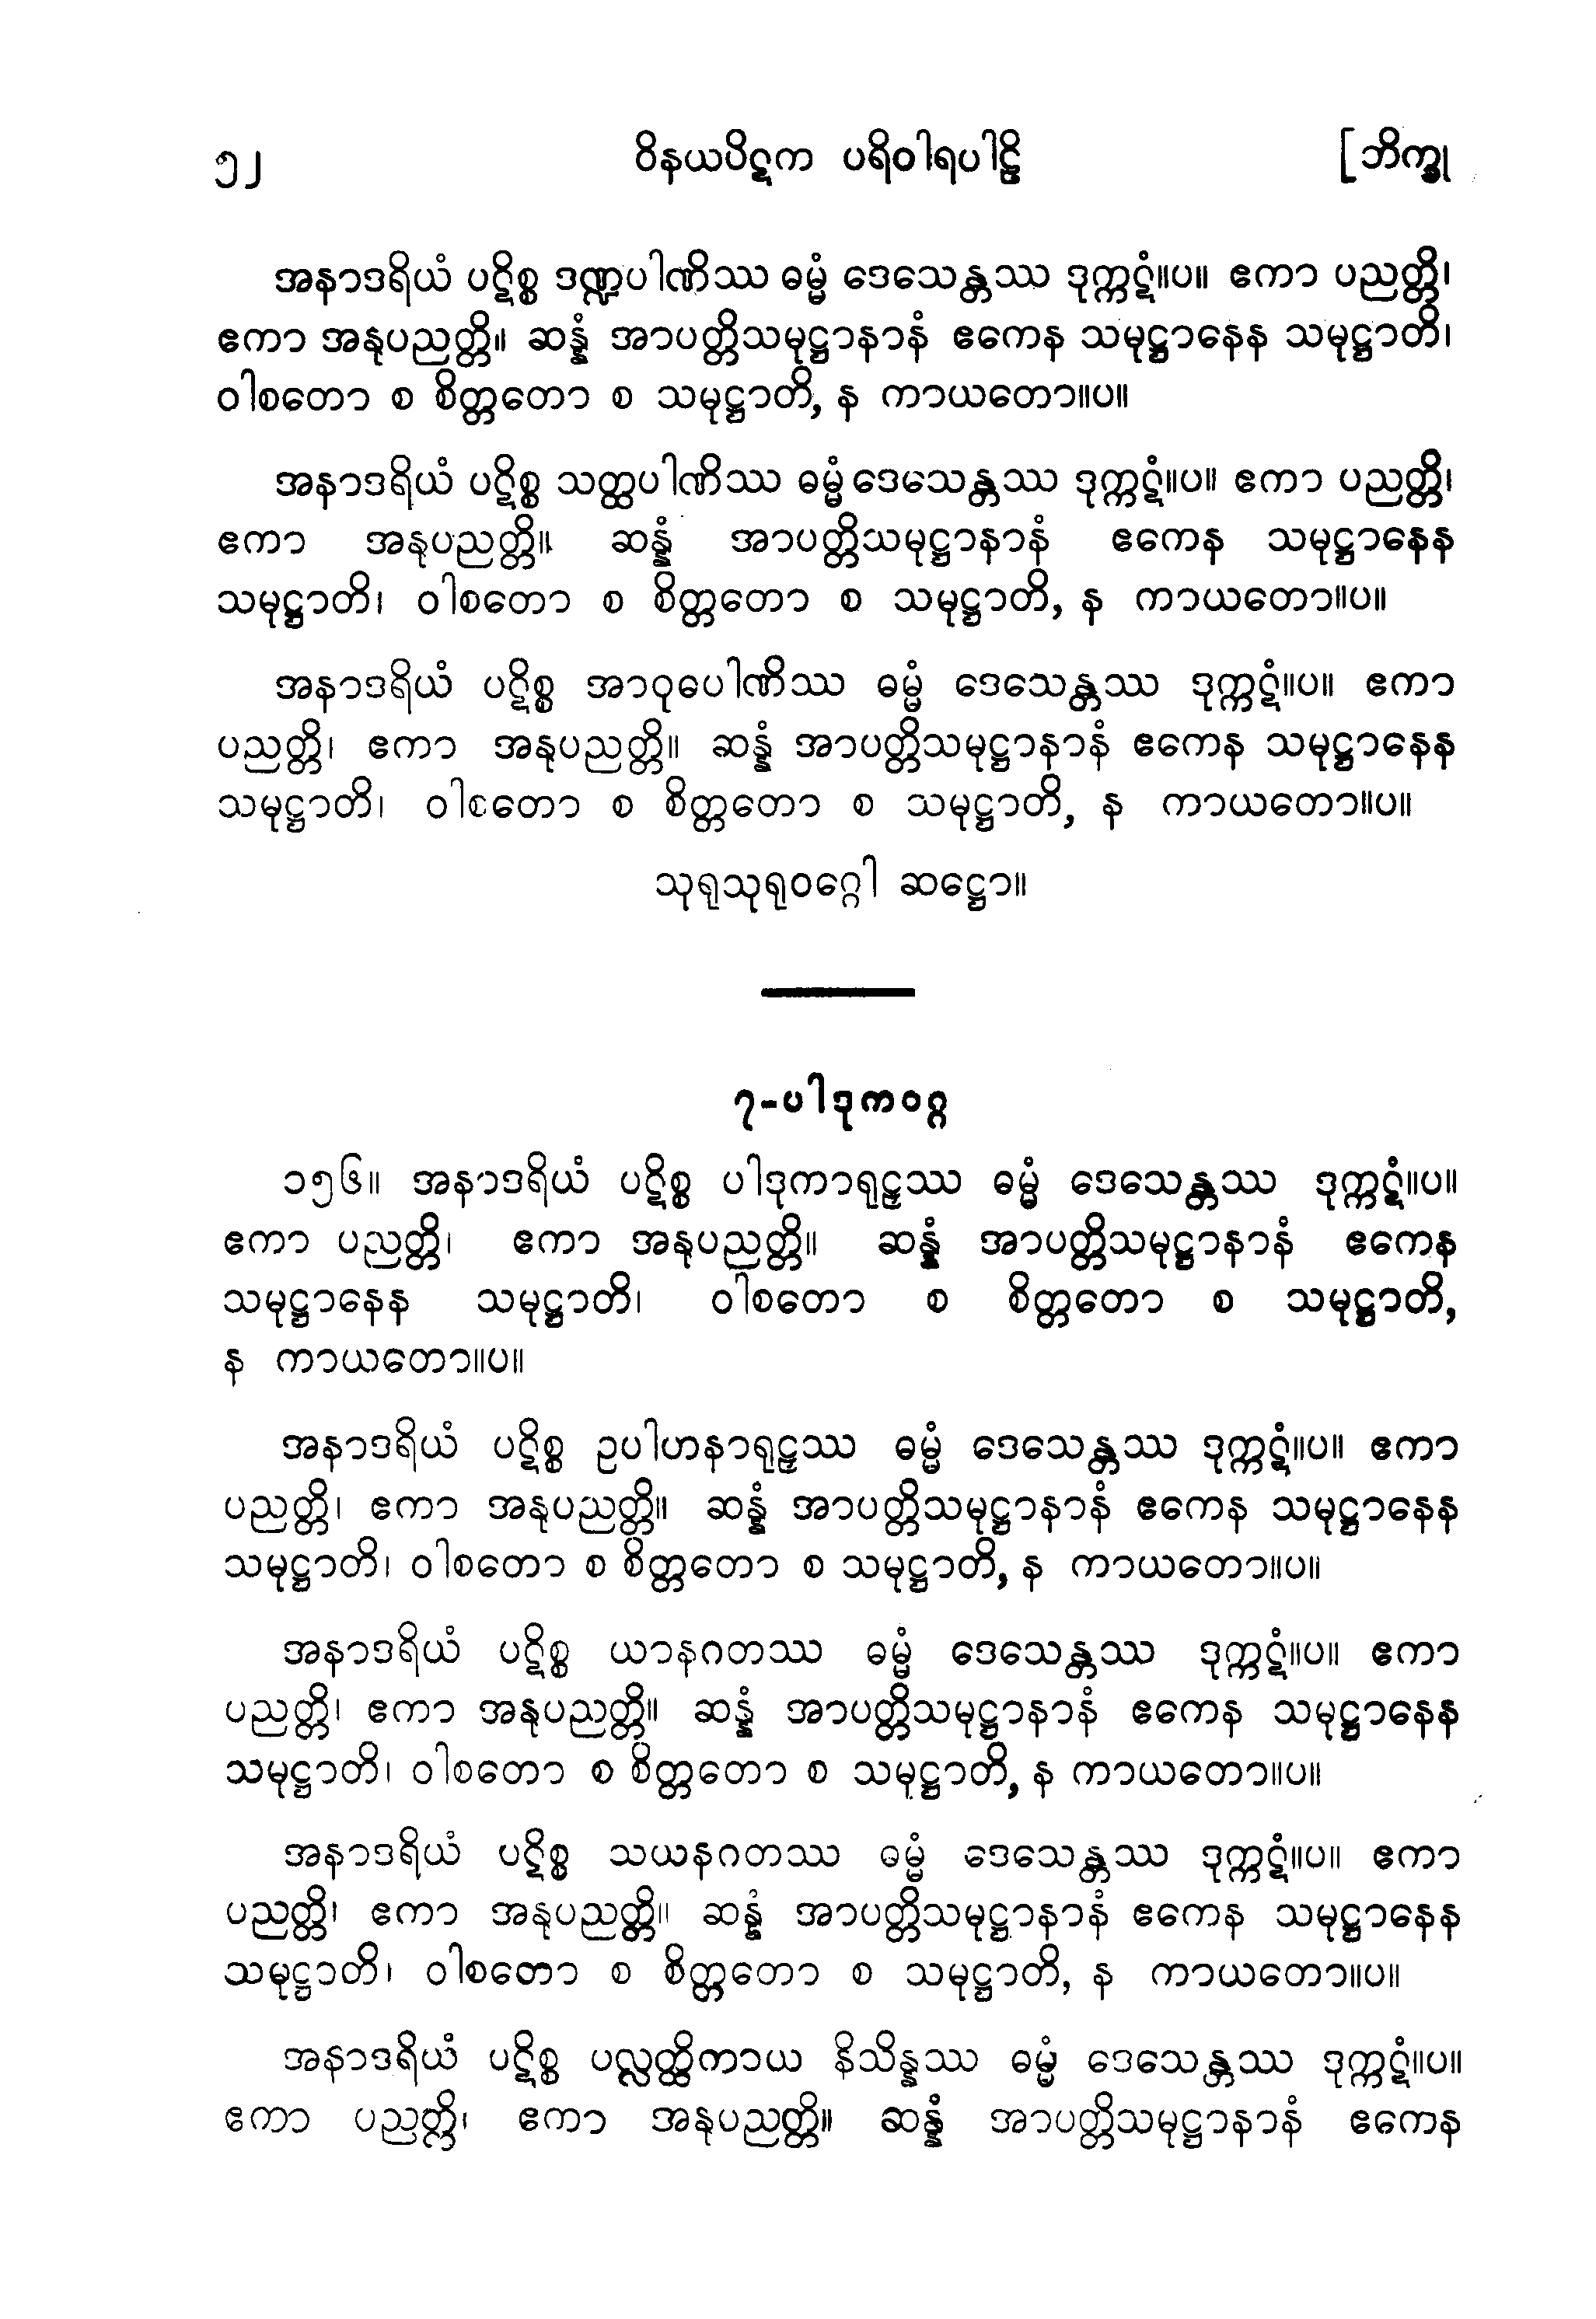 ၅၂ ဝိနယပိဋက ပရိဝါရပါဠိ [ဘိက္ခု
အနာဒရိယံ ပဋိစ္စ ဒဏ္ဍပါဏိဿ ဓမ္မံ ဒေသေန္တဿ ဒုက္ကဋံ။ပ။ ဧကာ ပညတ္တိ၊
ဧကာ အနုပညတ္တိ။ ဆန္နံ အာပတ္တိသမုဋ္ဌာနာနံ ဧကေန သမုဋ္ဌာနေန သမုဋ္ဌာတိ၊
ဝါစတော စ စိတ္တတော စ သမုဋ္ဌာတိ, န ကာယတော။ပ။
အနာဒရိယံ ပဋိစ္စ သတ္ထပါဏိဿ ဓမ္မံ ဒေသေန္တဿ ဒုက္ကဋံ။ပ။ ဧကာ ပညတ္တိ၊
ဧကာ အနုပညတ္တိ။ ဆန္နံ အာပတ္တိသမုဋ္ဌာနာနံ ဧကေန သမုဋ္ဌာနေန
သမုဋ္ဌာတိ၊ ဝါစတော စ စိတ္တတော စ သမုဋ္ဌာတိ, န ကာယတော။ပ။
အနာဒရိယံ ပဋိစ္စ အာဝုဓပါဏိဿ ဓမ္မံ ဒေသေန္တဿ ဒုက္ကဋံ။ပ။ ဧကာ
ပညတ္တိ၊ ဧကာ အနုပညတ္တိ။ ဆန္နံ အာပတ္တိသမုဋ္ဌာနာနံ ဧကေန သမုဋ္ဌာနေန
သမုဋ္ဌာတိ၊ ဝါစတော စ စိတ္တတော စ သမုဋ္ဌာတိ, န ကာယတော။ပ။
သုရုသုရုဝဂ္ဂေါ ဆဋ္ဌော။
၇-ပါဒုကဝဂ္ဂ
၁၅၆။ အနာဒရိယံ ပဋိစ္စ ပါဒုကာရုဠှဿ ဓမ္မံ ဒေသေန္တဿ ဒုက္ကဋံ။ပ။
ဧကာ ပညတ္တိ၊ ဧကာ အနုပညတ္တိ။ ဆန္နံ အာပတ္တိသမုဋ္ဌာနာနံ ဧကေန
သမုဋ္ဌာနေန သမုဋ္ဌာတိ၊ ဝါစတော စ စိတ္တတော စ သမုဋ္ဌာတိ,
န ကာယတော။ပ။
အနာဒရိယံ ပဋိစ္စ ဥပါဟနာရုဠှဿ ဓမ္မံ ဒေသေန္တဿ ဒုက္ကဋံ။ပ။ ဧကာ
ပညတ္တိ၊ ဧကာ အနုပညတ္တိ။ ဆန္နံ အာပတ္တိသမုဋ္ဌာနာနံ ဧကေန သမုဋ္ဌာနေန
သမုဋ္ဌာတိ၊ ဝါစတော စ စိတ္တတော စ သမုဋ္ဌာတိ, န ကာယတော။ပ။
အနာဒရိယံ ပဋိစ္စ ယာနဂတဿ ဓမ္မံ ဒေသေန္တဿ ဒုက္ကဋံ။ပ။ ဧကာ
ပညတ္တိ၊ ဧကာ အနုပညတ္တိ။ ဆန္နံ အာပတ္တိသမုဋ္ဌာနာနံ ဧကေန သမုဋ္ဌာနေန
သမုဋ္ဌာတိ၊ ဝါစတော စ စိတ္တတော စ သမုဋ္ဌာတိ, န ကာယတော။ပ။
အနာဒရိယံ ပဋိစ္စ သယနဂတဿ ဓမ္မံ ဒေသေန္တဿ ဒုက္ကဋံ။ပ။ ဧကာ
ပညတ္တိ၊ ဧကာ အနုပညတ္တိ။ ဆန္နံ အာပတ္တိသမုဋ္ဌာနာနံ ဧကေန သမုဋ္ဌာနေန
သမုဋ္ဌာတိ၊ ဝါစတော စ စိတ္တတော စ သမုဋ္ဌာတိ, န ကာယတော။ပ။
အနာဒရိယံ ပဋိစ္စ ပလ္လတ္ထိကာယ နိသိန္နဿ ဓမ္မံ ဒေသေန္တဿ ဒုက္ကဋံ။ပ။
ဧကာ ပညတ္တိ၊ ဧကာ အနုပညတ္တိ။ ဆန္နံ အာပတ္တိသမုဋ္ဌာနာနံ ဧကေန